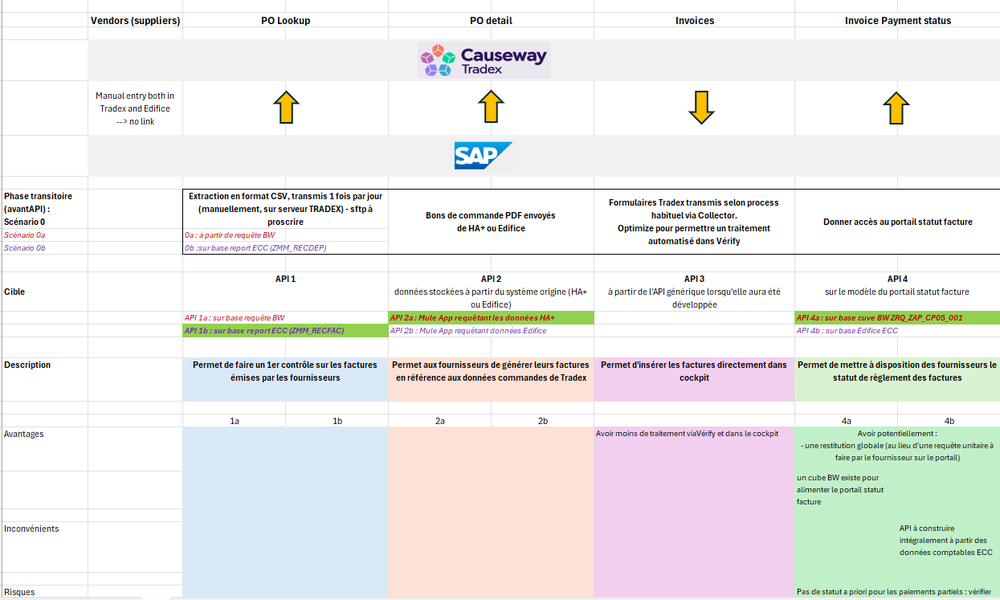 Vendors (suppliers)
PO Lookup
PO detail
Invoices
Invoice Payment status
Causeway
Tradex
Manual entry both in
Tradex and Edifice
--> no link
SAP
Phase transitoire
(avantAPI) :
Scénario 0
Extraction en format CSV, transmis 1 fois par jour
(manuellement, sur serveur TRADEX) - sftp à
proscrire
Bons de commande PDF envoyés
de HA+ ou Edifice
Formulaires Tradex transmis selon process
habituel via Collector.
Optimize pour permettre un traitement
automatisé dans Vérify
Donner accès au portail statut facture
Scénario 0a
0a : à partir de requête BW
Scénario 0b
0b :sur base report ECC (ZMM_RECDEP)
Cible
API 1
API 2
données stockées à partir du système origine (HA+
ou Edifice)
API 3
à partir de l'API générique lorsqu'elle aura été
développée
API 4
sur le modèle du portail statut facture
API 1a : sur base requête BW
API 2a : Mule App requêtant les données HA+
API 4a : sur base cuve BW ZRQ_ZAP_CP05_001
API 1b : sur base report ECC (ZMM_RECFAC)
API 2b : Mule App requêtant données Edifice
API 4b : sur base Edifice ECC
Description
Permet de faire un 1er contrôle sur les factures
émises par les fournisseurs
Permet aux fournisseurs de générer leurs factures
en référence aux données commandes de Tradex
Permet d'insérer les factures directement dans
cockpit
Permet de mettre à disposition des fournisseurs le
statut de règlement des factures
1a
1b
2a
2b
4a
4b
Avantages
Avoir moins de traitement viaVérify et dans le cockpit
Avoir potentiellement :
- une restitution globale (au lieu d'une requête unitaire à
faire par le fournisseur sur le portail)
un cube BW existe pour
alimenter le portail statut
facture
Inconvénients
API à construire
intégralement à partir des
données comptables ECC
Risques
Pas de statut a priori pour les paiements partiels : vérifier